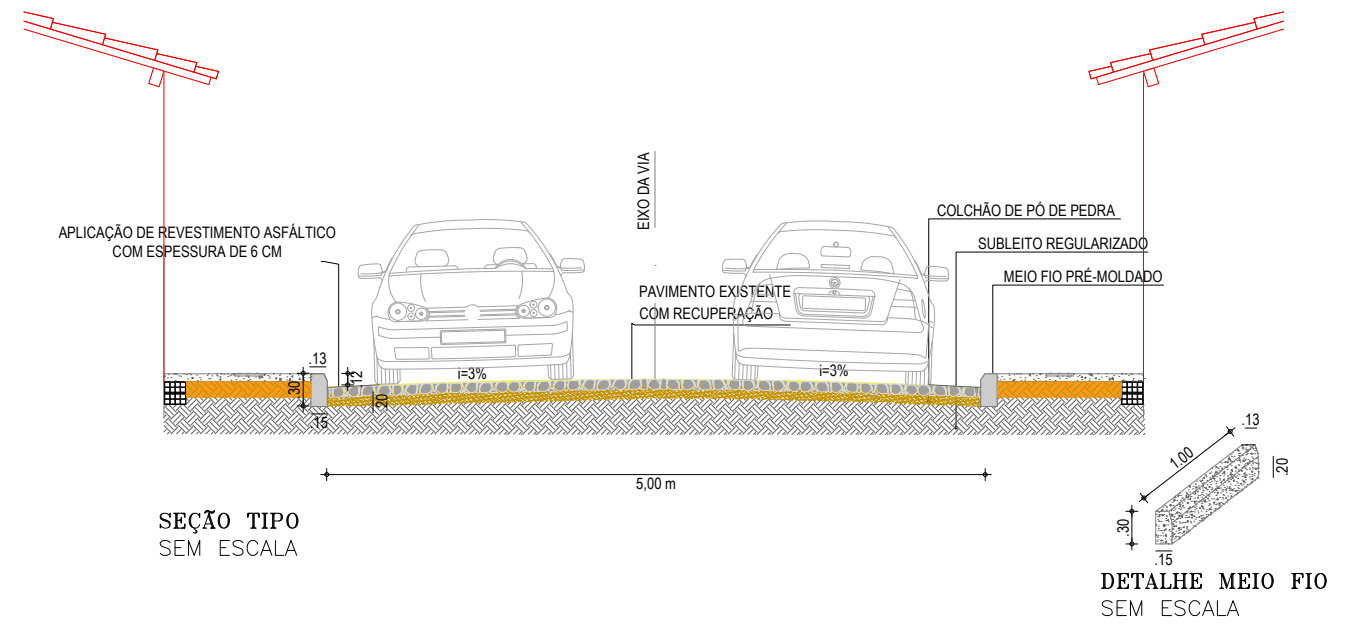 EIXO DA VIA
APLICAÇÃO DE REVESTIMENTO ASFÁLTICO
COM ESPESSURA DE 6 CM
COLCHÃO DE PÓ DE PEDRA
SUBLEITO REGULARIZADO
MEIO FIO PRÉ-MOLDADO
PAVIMENTO EXISTENTE
COM RECUPERAÇÃO
.13
.30
12
i=3%
i=3%
.20
.15
5,00 m
.13
1.00
.20
.30
.15
SEÇÃO TIPO
SEM ESCALA
DETALHE MEIO FIO
SEM ESCALA